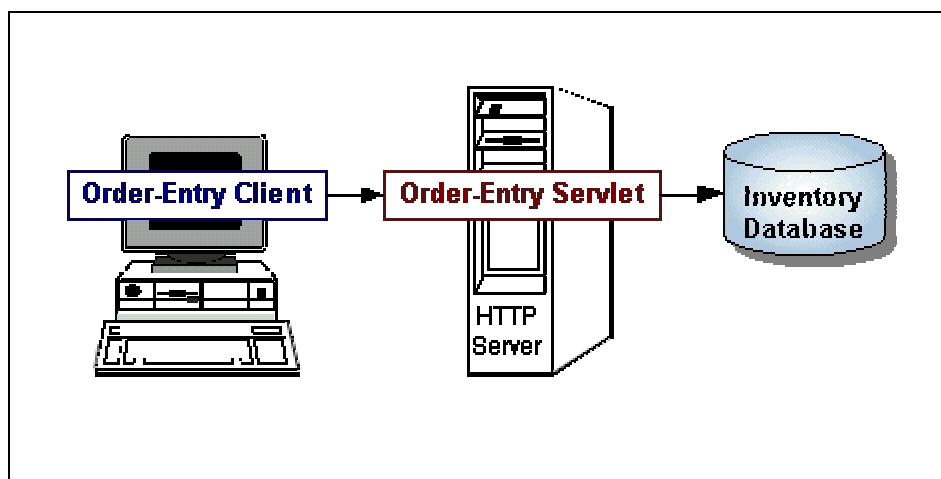 Order-Entry Client
Order-Entry Servlet
Inventory
Database
HTTP
Server